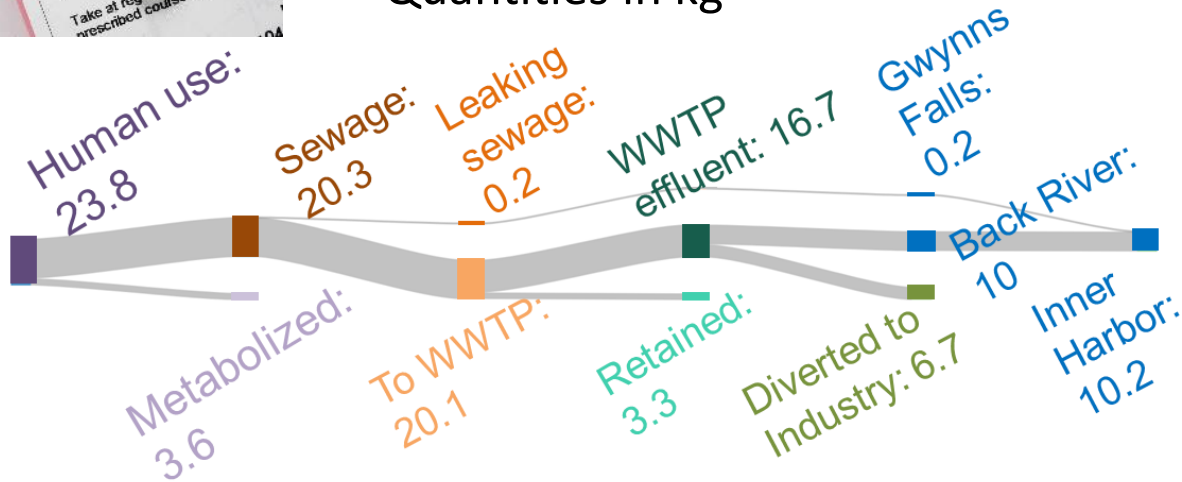 Take at
prescribed
Quantities in kg
Human use:
23.8
Sewage:
20.3
Leaking
sewage:
0.2
WWTP
effluent: 16.7
Gwynns
Falls:
0.2
Back River:
10
Inner
Harbor:
10.2
Metabolized:
3.6
To WWTP:
20.1
Retained:
3.3
Diverted to
Industry: 6.7